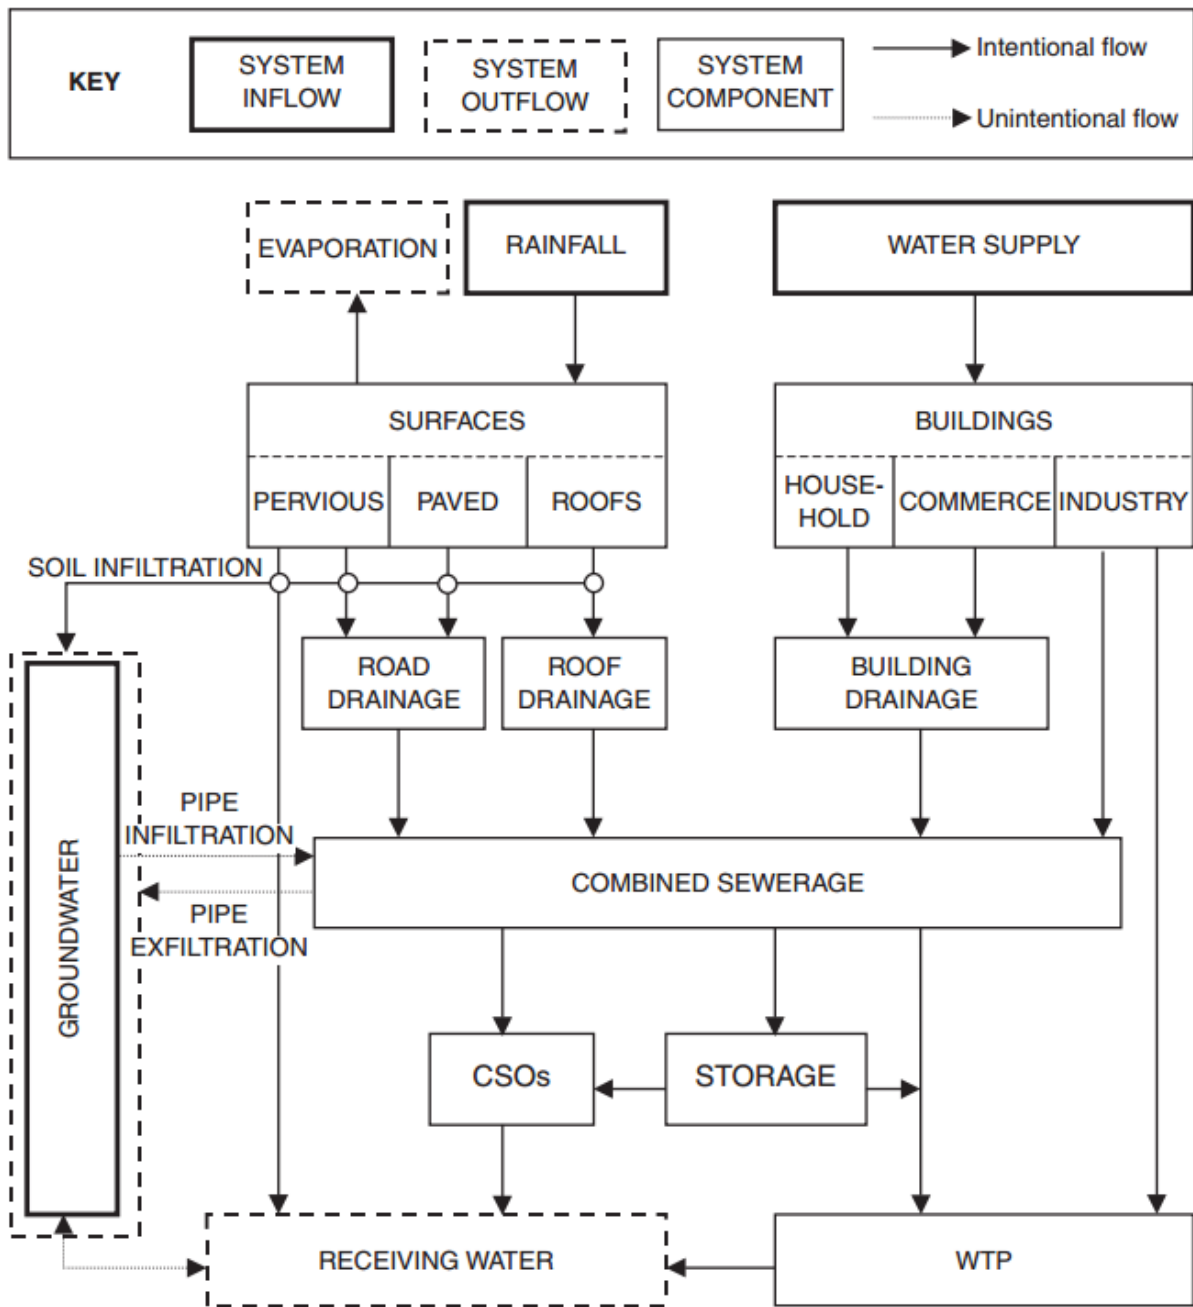 KEY
SYSTEM
INFLOW
SYSTEM
OUTFLOW
SYSTEM
COMPONENT
Intentional flow
Unintentional flow
EVAPORATION
RAINFALL
WATER SUPPLY
SURFACES
BUILDINGS
PERVIOUS
PAVED
ROOFS
HOUSE-
HOLD
COMMERCE
INDUSTRY
SOIL INFILTRATION
ROAD
DRAINAGE
ROOF
DRAINAGE
BUILDING
DRAINAGE
PIPE
INFILTRATION
GROUNDWATER
COMBINED SEWERAGE
PIPE
EXFILTRATION
CSOs
STORAGE
RECEIVING WATER
WTP